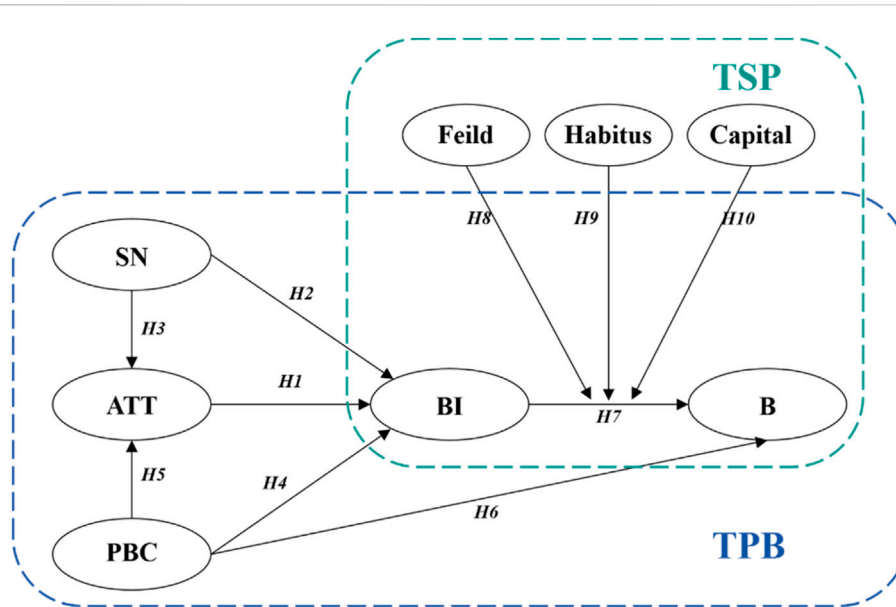 TSP
Feild
Habitus
Capital
H8
H9
H10
SN
H2
H3
H1
ATT
BI
H7
B
H5
H4
H6
PBC
TPB